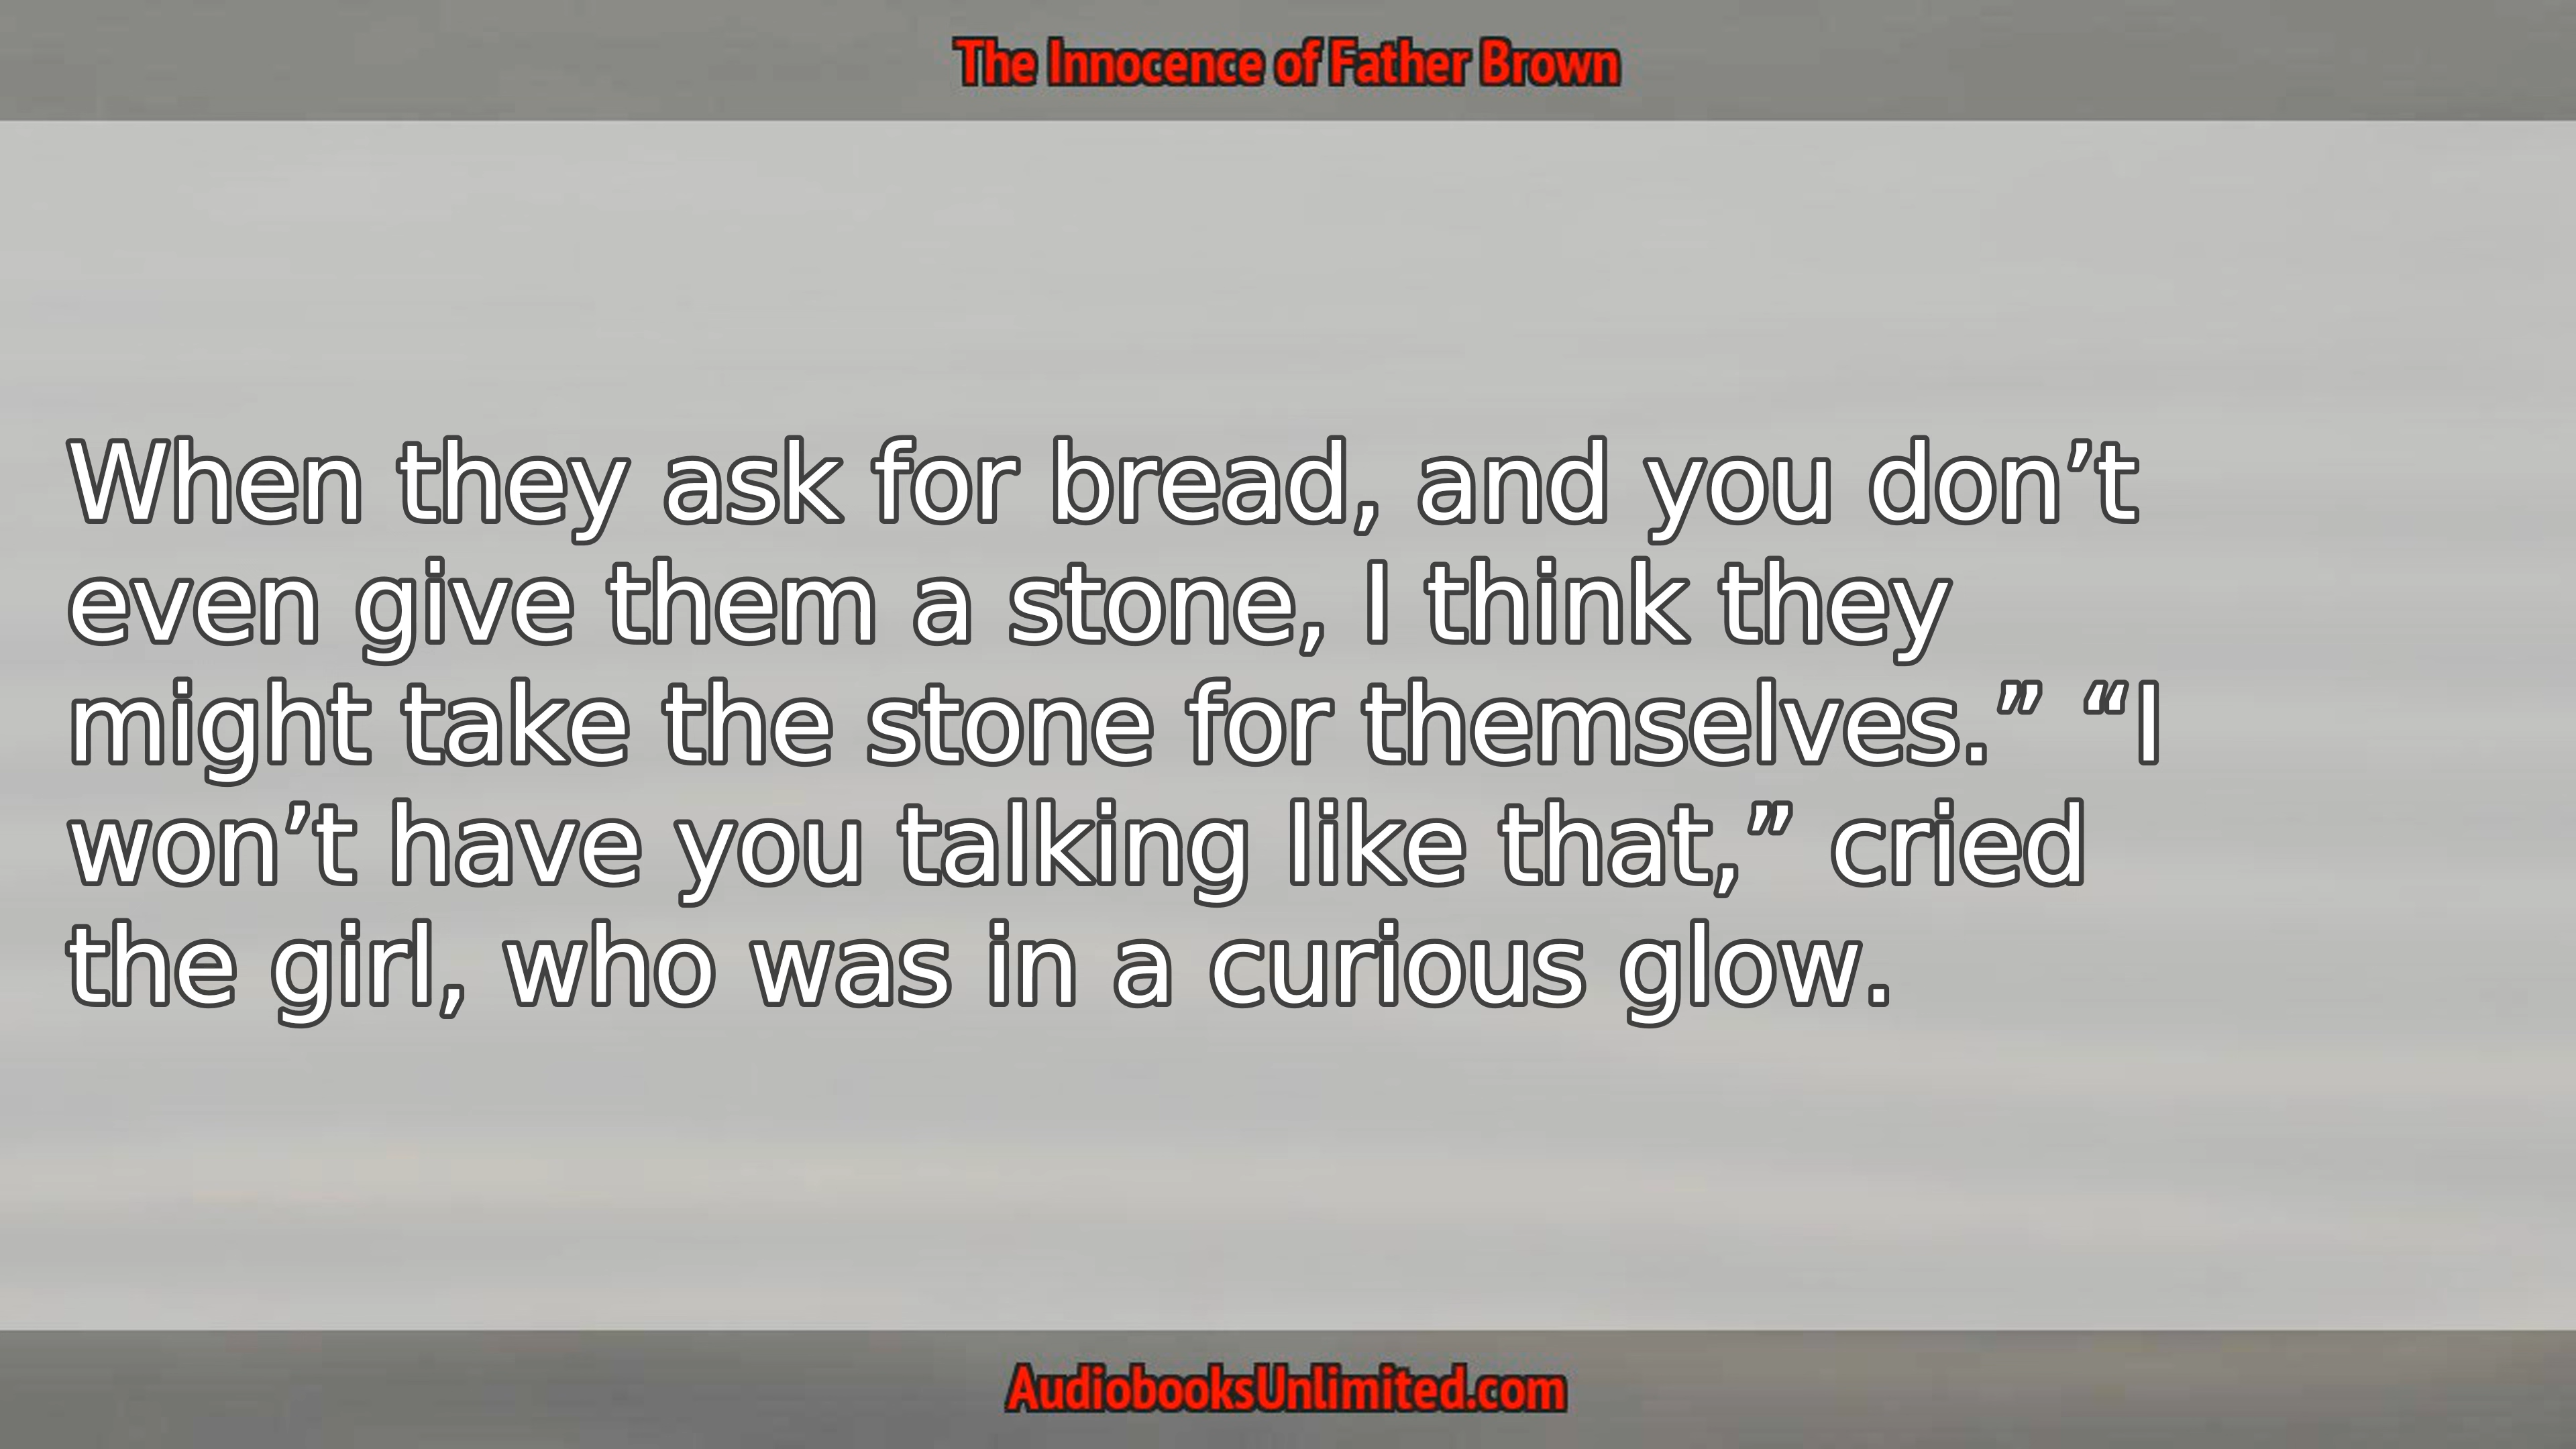 The Innocence of Father Brown
When they ask for bread, and you don’t
even give them a stone, I think they
might take the stone for themselves.” “I
won’t have you talking like that,” cried
the girl, who was in a curious glow.
AudiobooksUnlimited.com